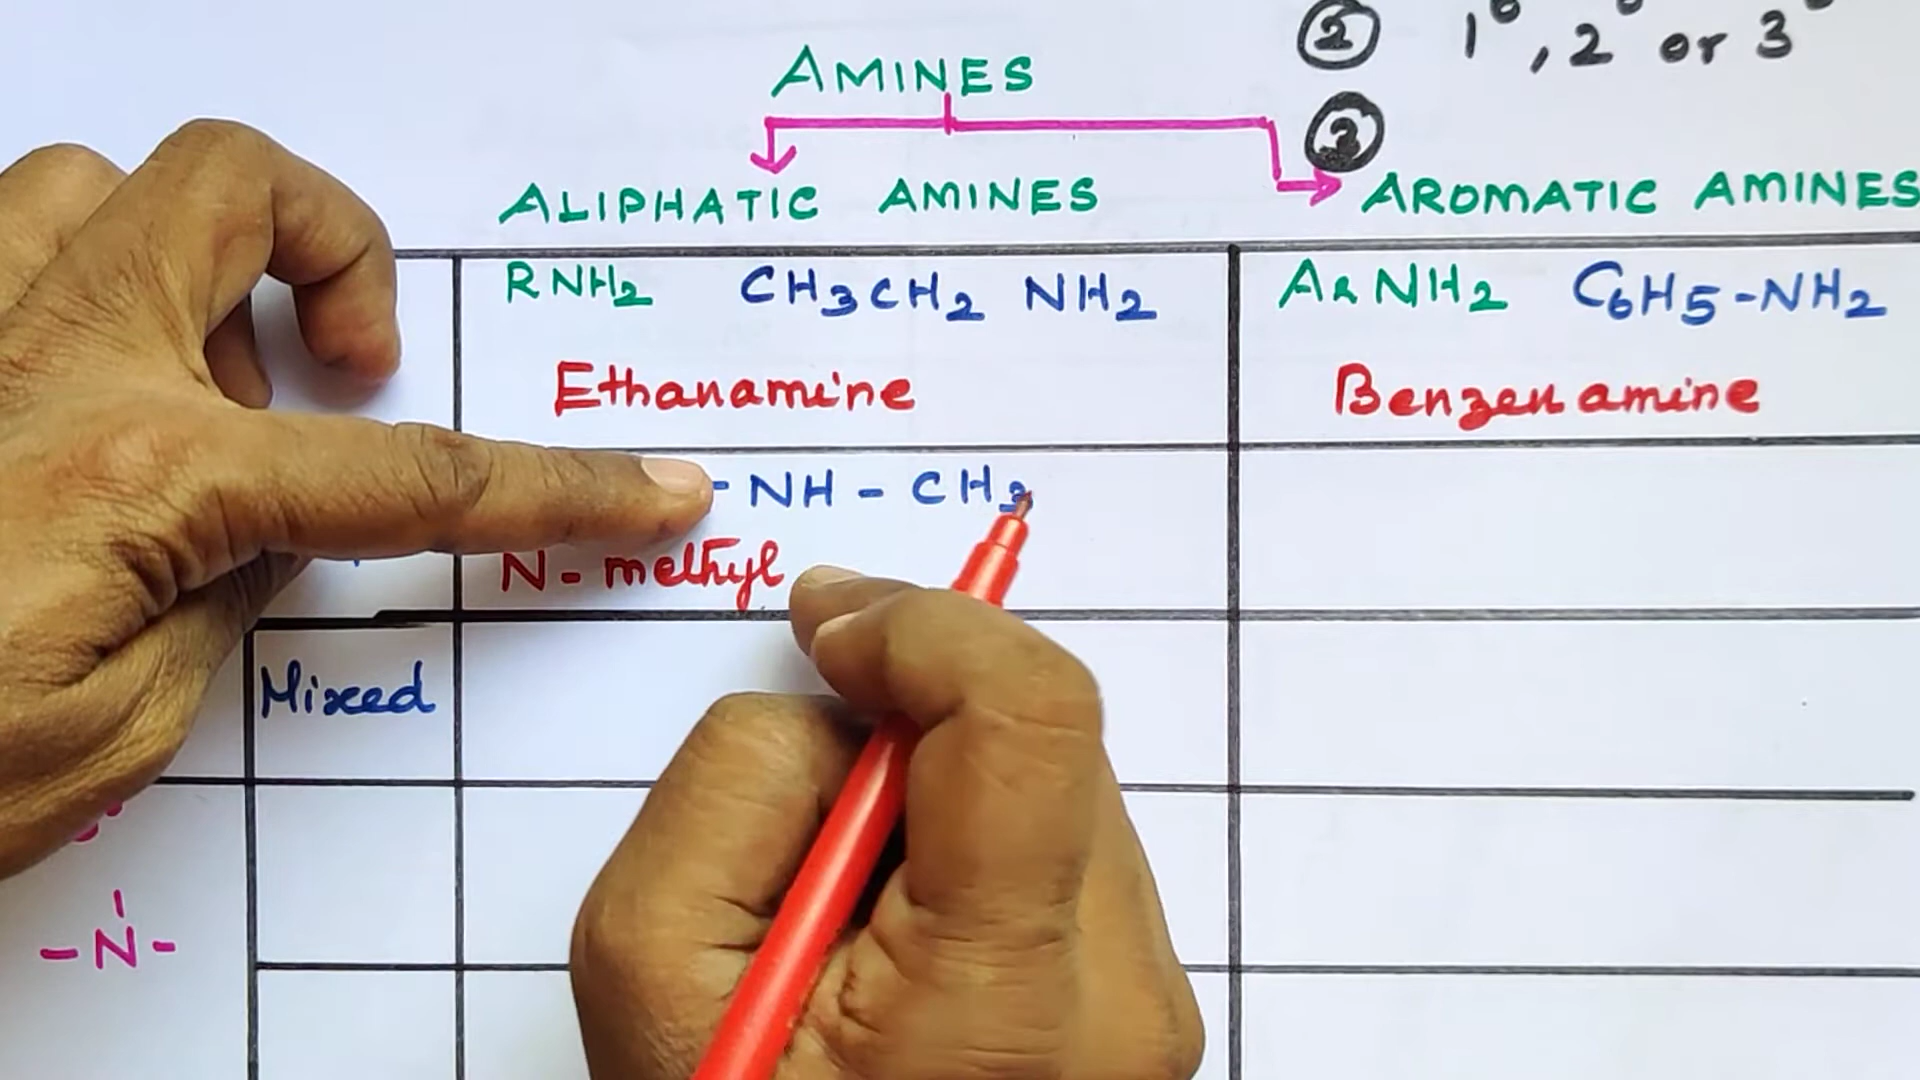 ② 1°, 2° or 3°
AMINES
③
ALIPHATIC AMINES AROMATIC AMINES
RNH2 CH3CH2 NH2 ArNH2 C6H5-NH2
Ethanamine Benzenamine
-NH-CH3
N-methyl
Mixed
-N-